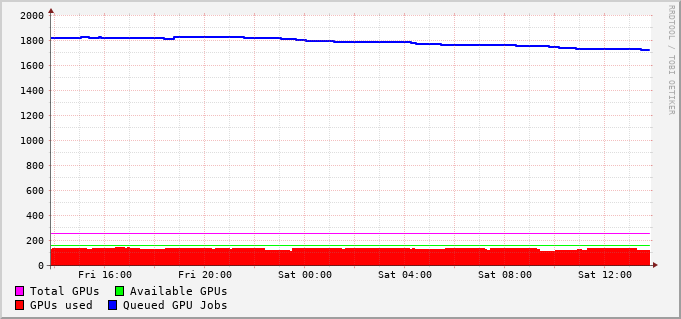 2000
1800
1600
1400
1200
1000
800
600
400
200
0
Fri 16:00 Fri 20:00 Sat 00:00 Sat 04:00 Sat 08:00 Sat 12:00
Total GPUs Available GPUs
GPUs used Queued GPU Jobs
RRDTOOL / TOBI OETIKER